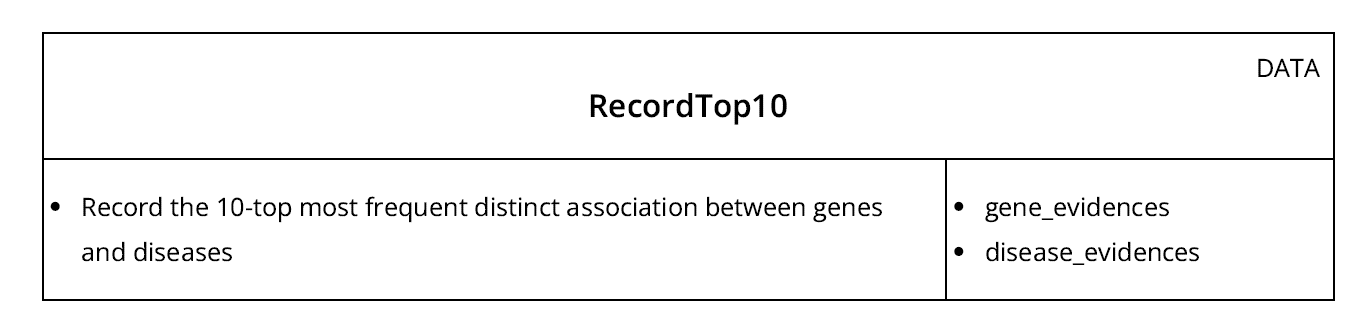 DATA
RecordTop10
• Record the 10-top most frequent distinct association between genes
and diseases
• gene_evidences
• disease_evidences